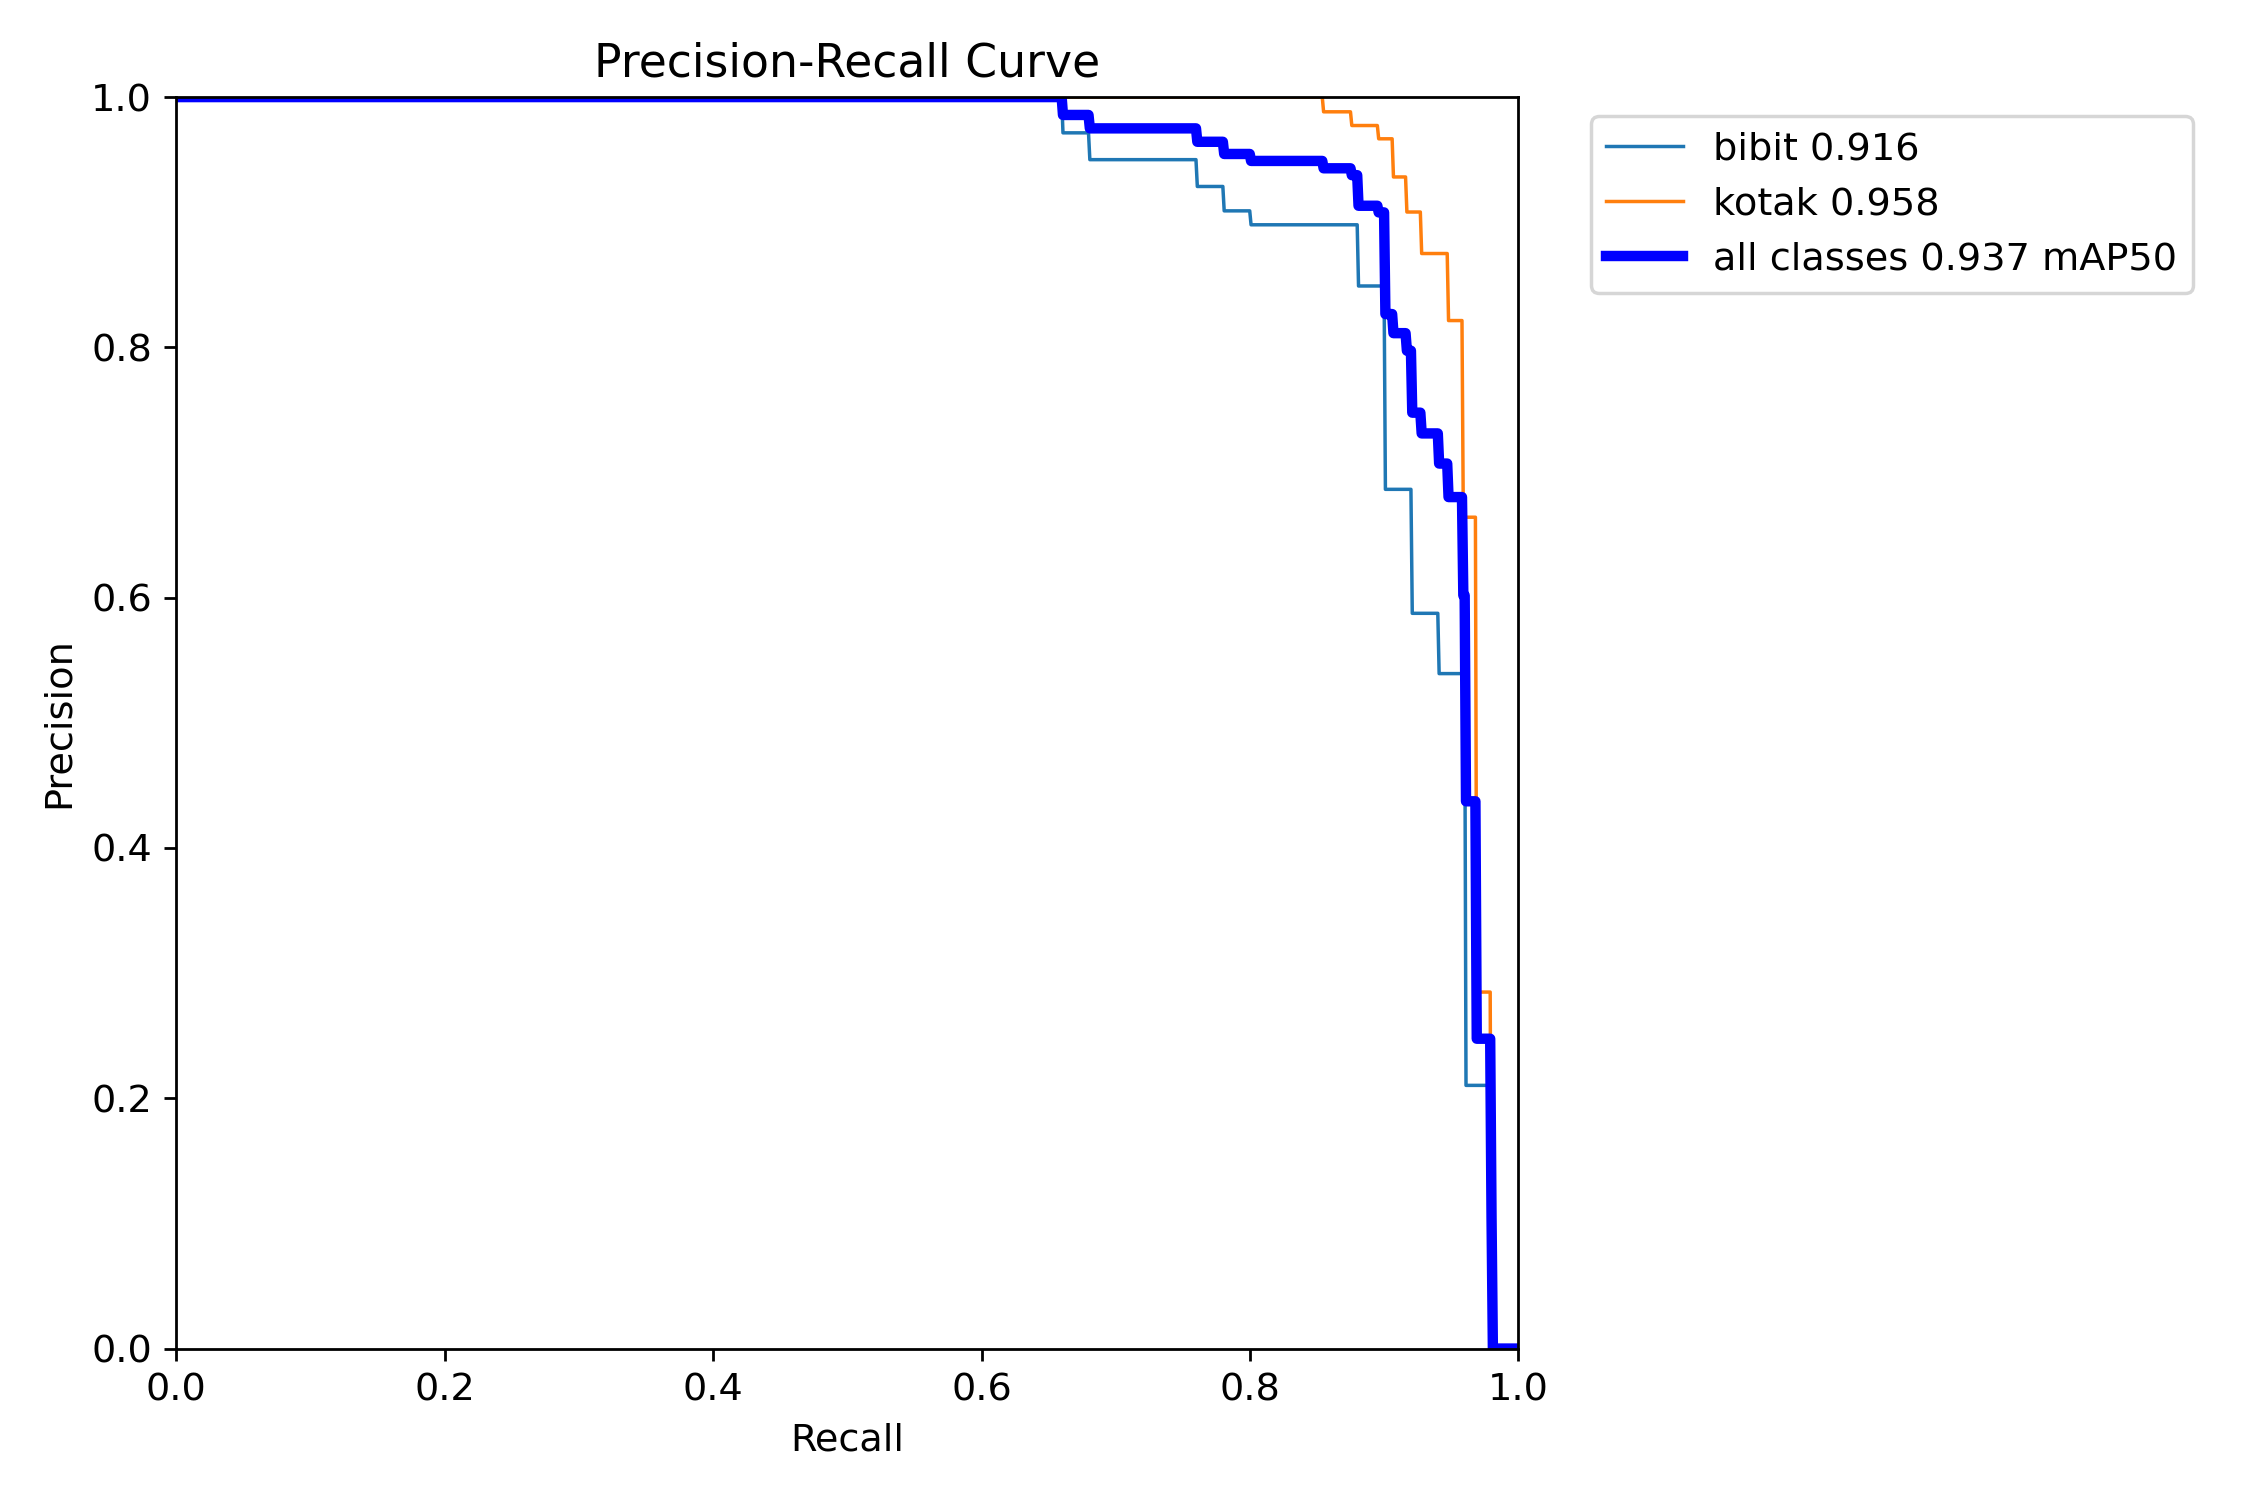 Precision-Recall Curve
1.0
0.8
0.6
0.4
0.2
0.0
Precision
0.0 0.2 0.4 0.6 0.8 1.0
Recall
bibit 0.916
kotak 0.958
all classes 0.937 mAP50